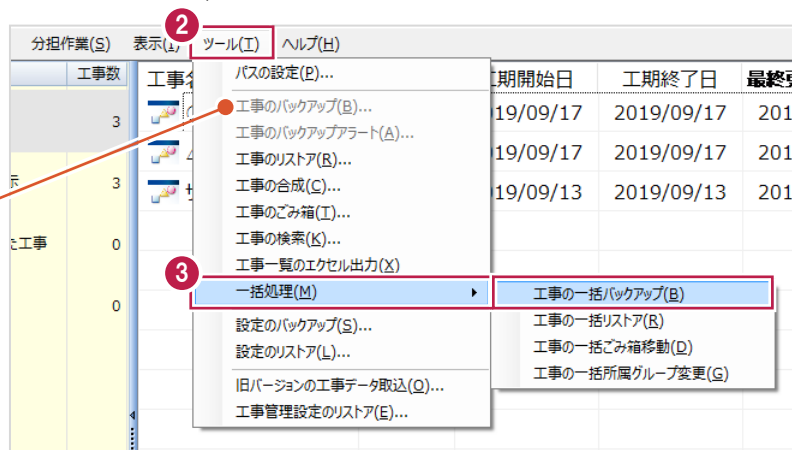 2
分担作業(S) 表示(I) ツール(T) ヘルプ(H)
工事数 工事名 工期開始日 工期終了日 最終更
パスの設定(P)...
3 工事のバックアップ(B)... 19/09/17 2019/09/17 201
工事のバックアップアラート(A)...
工事のリストア(R)... 19/09/17 2019/09/17 201
示 3 工事の合成(C)... 19/09/13 2019/09/13 201
工事のごみ箱(T)...
た工事 0 工事の検索(K)...
工事一覧のエクセル出力(X)
3
一括処理(M) 工事の一括バックアップ(B)
0 工事の一括リストア(R)
設定のバックアップ(S)... 工事の一括ごみ箱移動(D)
設定のリストア(L)... 工事の一括所属グループ変更(G)
旧バージョンの工事データ取込(O)...
工事管理設定のリストア(E)...